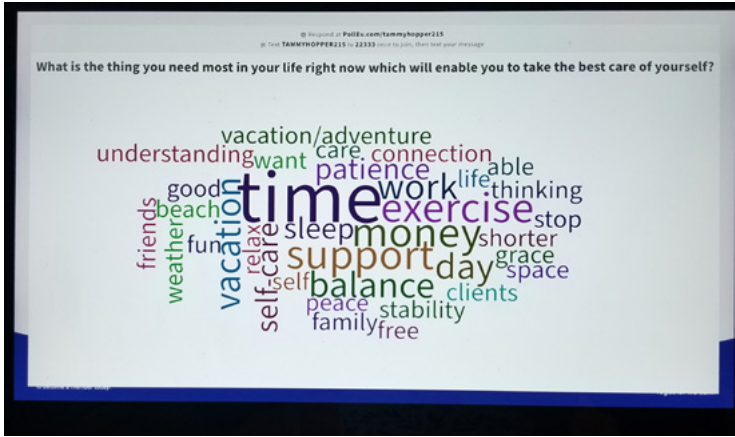 Respond at PollEv.com/tammyhopper215
Text TAMMYHOPPER215 to 22333 once to join, then text your message
What is the thing you need most in your life right now which will enable you to take the best care of yourself?
vacation/adventure
understanding want care connection
patience able
good time work life thinking
friends beach vacation exercise stop
weather fun relax sleep money shorter
self-care support day grace
self balance space
peace stability clients
family free